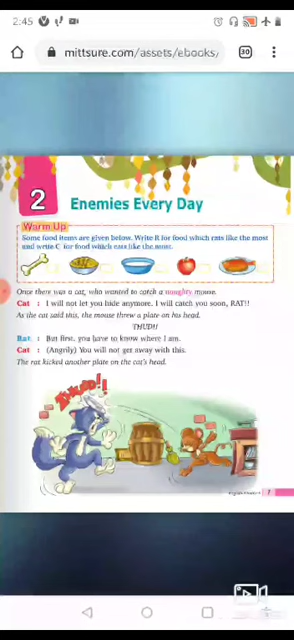 2:45
mittsure.com/assets/ebooks/
30
2
Enemies Every Day
Warm Up
Some food items are given below. Write R for food which rats like the most
and write C for food which cats like the most.
Once there was a cat, who wanted to catch a naughty mouse.
Cat : I will not let you hide anymore. I will catch you soon, RAT!!
As the cat said this, the mouse threw a plate on his head.
THUD!!
Rat : But first, you have to know where I am.
Cat : (Angrily) You will not get away with this.
The rat kicked another plate on the cat's head.
7